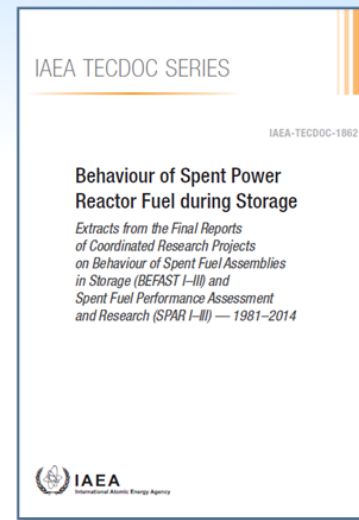 IAEA TECDOC SERIES
IAEA-TECDOC-1862
Behaviour of Spent Power
Reactor Fuel during Storage
Extracts from the Final Reports
of Coordinated Research Projects
on Behaviour of Spent Fuel Assemblies
in Storage (BEFAST I–III) and
Spent Fuel Performance Assessment
and Research (SPAR I–III) — 1981–2014
IAEA
International Atomic Energy Agency